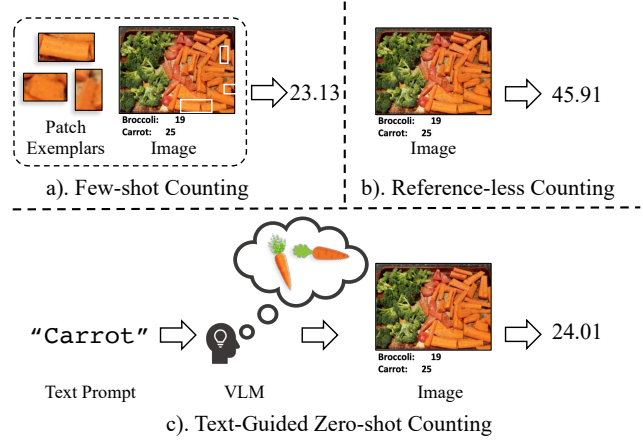 Patch
Exemplars
Broccoli: 19
Carrot: 25
Image
23.13
a). Few-shot Counting
Broccoli: 19
Carrot: 25
Image
45.91
b). Reference-less Counting
“Carrot”
Text Prompt
VLM
Broccoli: 19
Carrot: 25
Image
24.01
c). Text-Guided Zero-shot Counting